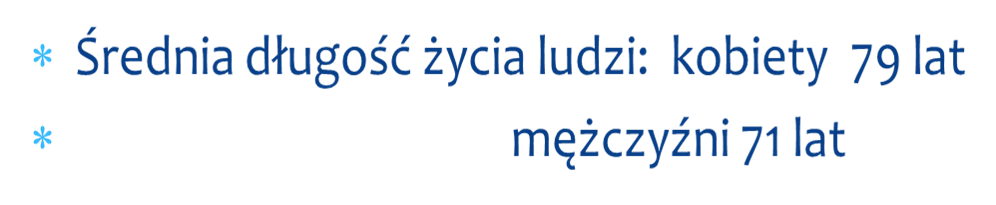 * Średnia długość życia ludzi: kobiety 79 lat
* mężczyźni 71 lat